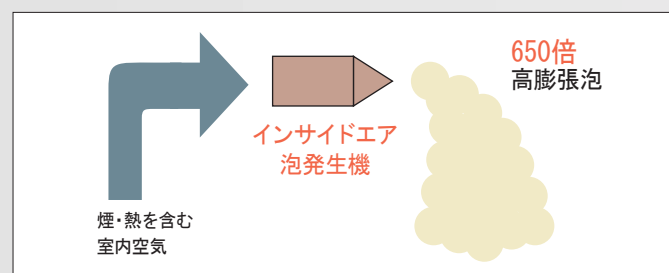 650倍
高膨張泡
インサイドエア
泡発生機
煙・熱を含む
室内空気